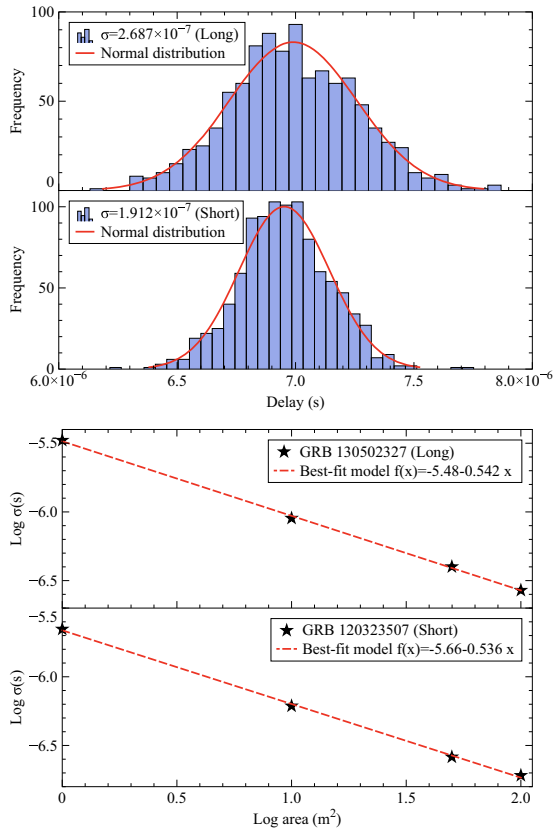 σ=2.687×10⁻⁷ (Long)
Normal distribution
100
50
0
Frequency
σ=1.912×10⁻⁷ (Short)
Normal distribution
100
50
0
Frequency
6.0×10⁻⁶
6.5
7.0
7.5
8.0×10⁻⁶
Delay (s)
GRB 130502327 (Long)
Best-fit model f(x)=-5.48-0.542 x
−5.5
−6.0
−6.5
Log σ(s)
GRB 120323507 (Short)
Best-fit model f(x)=-5.66-0.536 x
−5.5
−6.0
−6.5
Log σ(s)
0
0.5
1.0
1.5
2.0
Log area (m²)